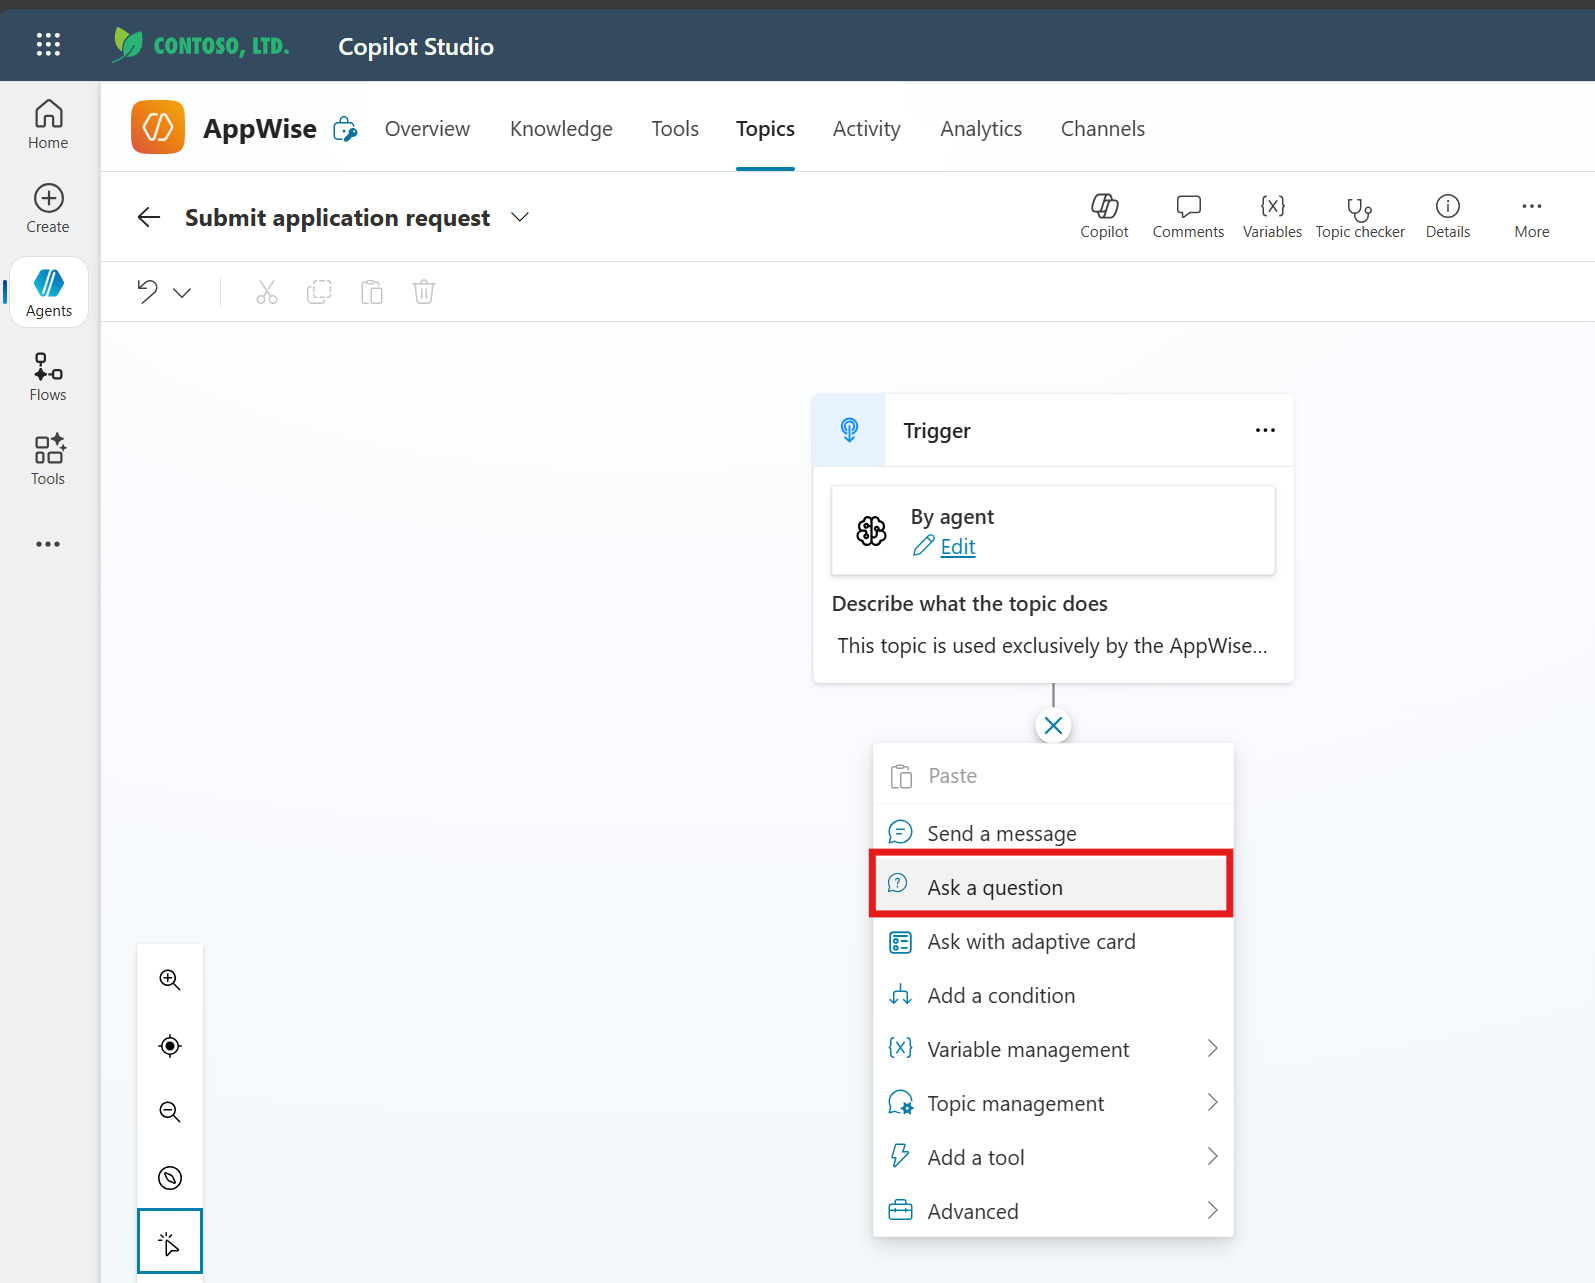 CONTOSO, LTD.
Copilot Studio
Home
Create
Agents
Flows
Tools
AppWise
Overview
Knowledge
Tools
Topics
Activity
Analytics
Channels
Submit application request
Copilot
Comments
Variables
Topic checker
Details
More
Trigger
By agent
Edit
Describe what the topic does
This topic is used exclusively by the AppWise...
Paste
Send a message
Ask a question
Ask with adaptive card
Add a condition
Variable management
Topic management
Add a tool
Advanced